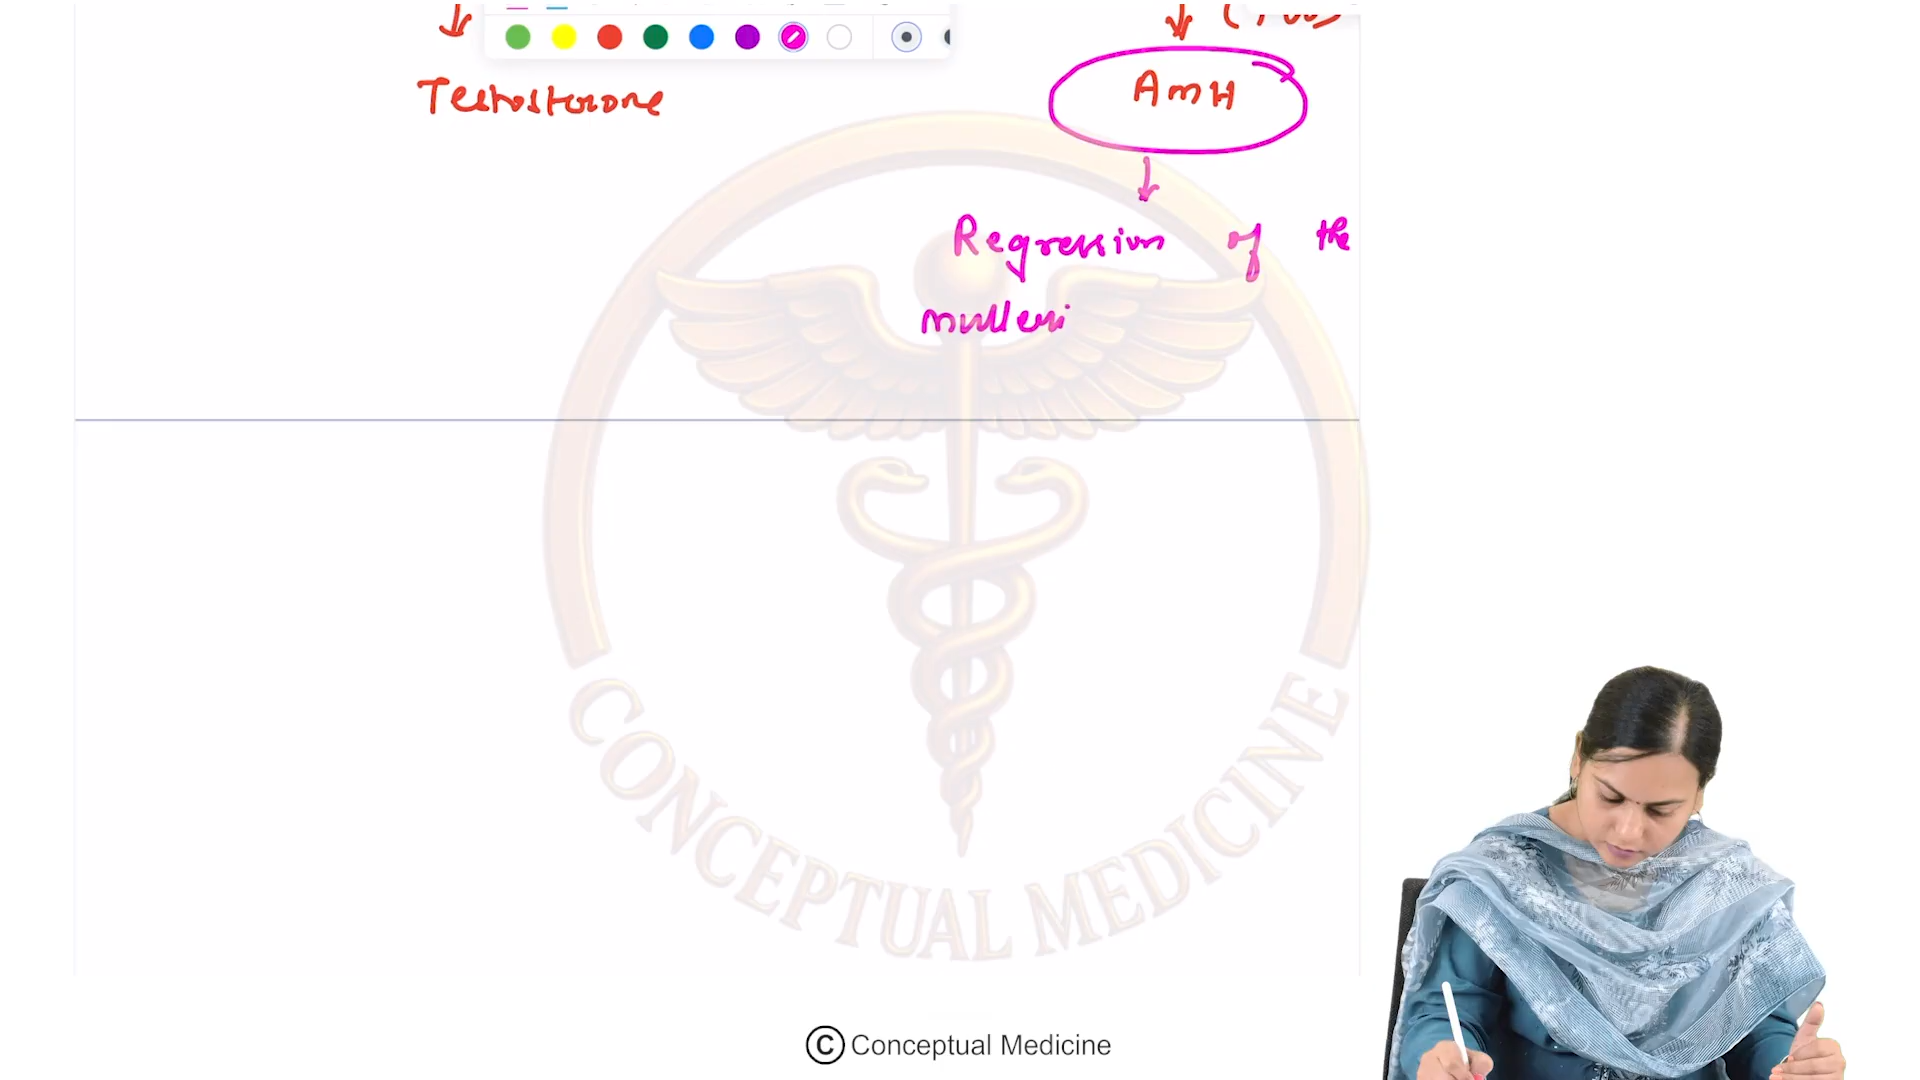 Testosterone
AMH
Regression of the
mulleri
CONCEPTUAL MEDICINE
© Conceptual Medicine